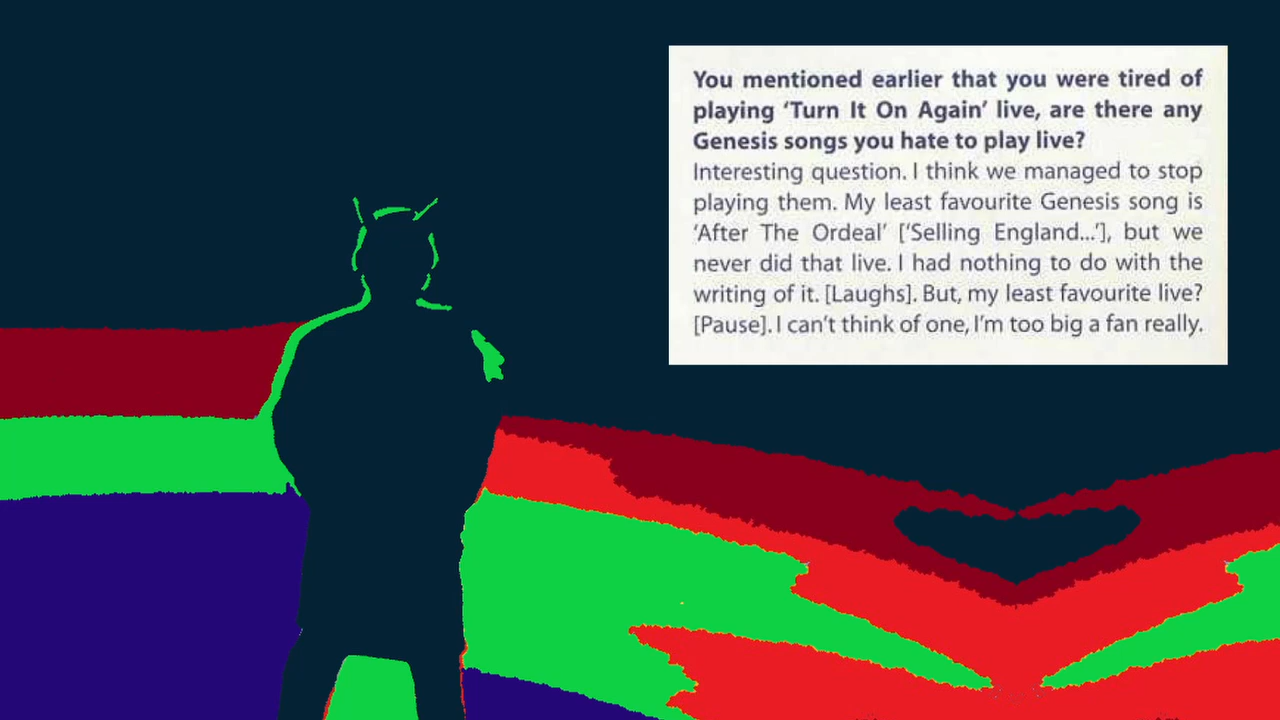 You mentioned earlier that you were tired of
playing ‘Turn It On Again’ live, are there any
Genesis songs you hate to play live?
Interesting question. I think we managed to stop
playing them. My least favourite Genesis song is
‘After The Ordeal’ [‘Selling England...’], but we
never did that live. I had nothing to do with the
writing of it. [Laughs]. But, my least favourite live?
[Pause]. I can’t think of one, I’m too big a fan really.